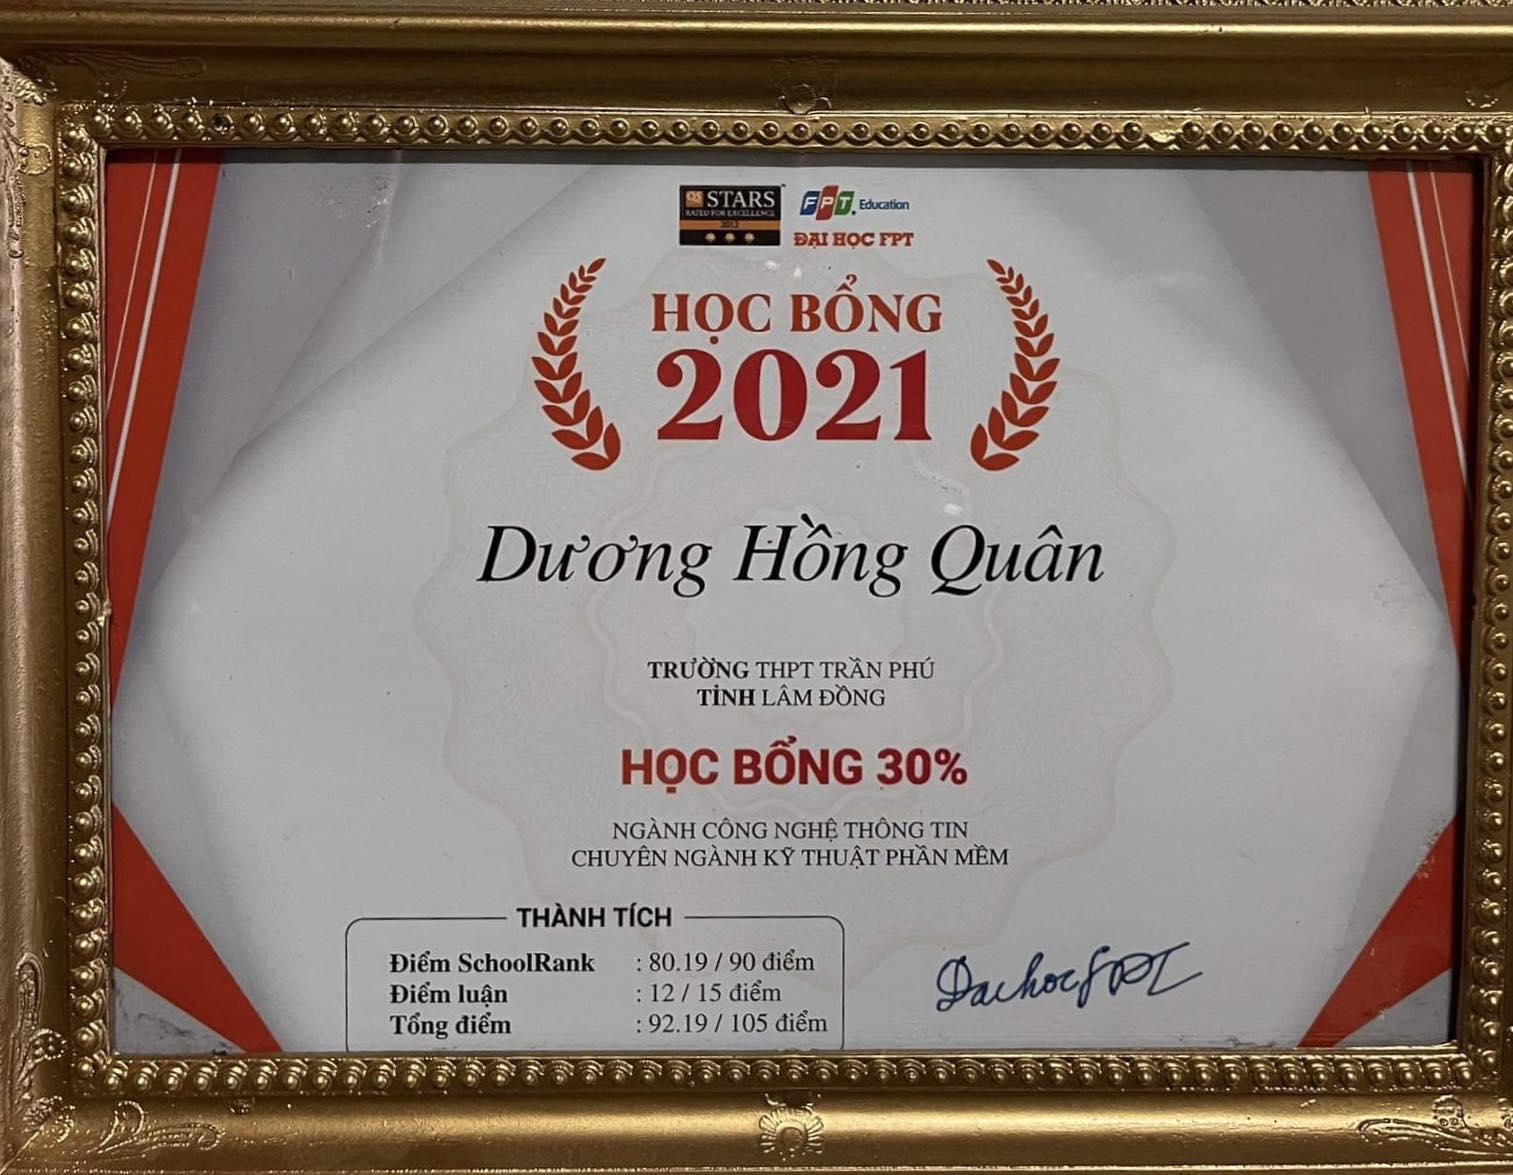 QS STARS
RATED FOR EXCELLENCE
2012
FPT Education
ĐẠI HỌC FPT
HỌC BỔNG
2021
Dương Hồng Quân
TRƯỜNG THPT TRẦN PHÚ
TỈNH LÂM ĐỒNG
HỌC BỔNG 30%
NGÀNH CÔNG NGHỆ THÔNG TIN
CHUYÊN NGÀNH KỸ THUẬT PHẦN MỀM
THÀNH TÍCH
Điểm SchoolRank : 80.19 / 90 điểm
Điểm luận : 12 / 15 điểm
Tổng điểm : 92.19 / 105 điểm
Daihoc FPT